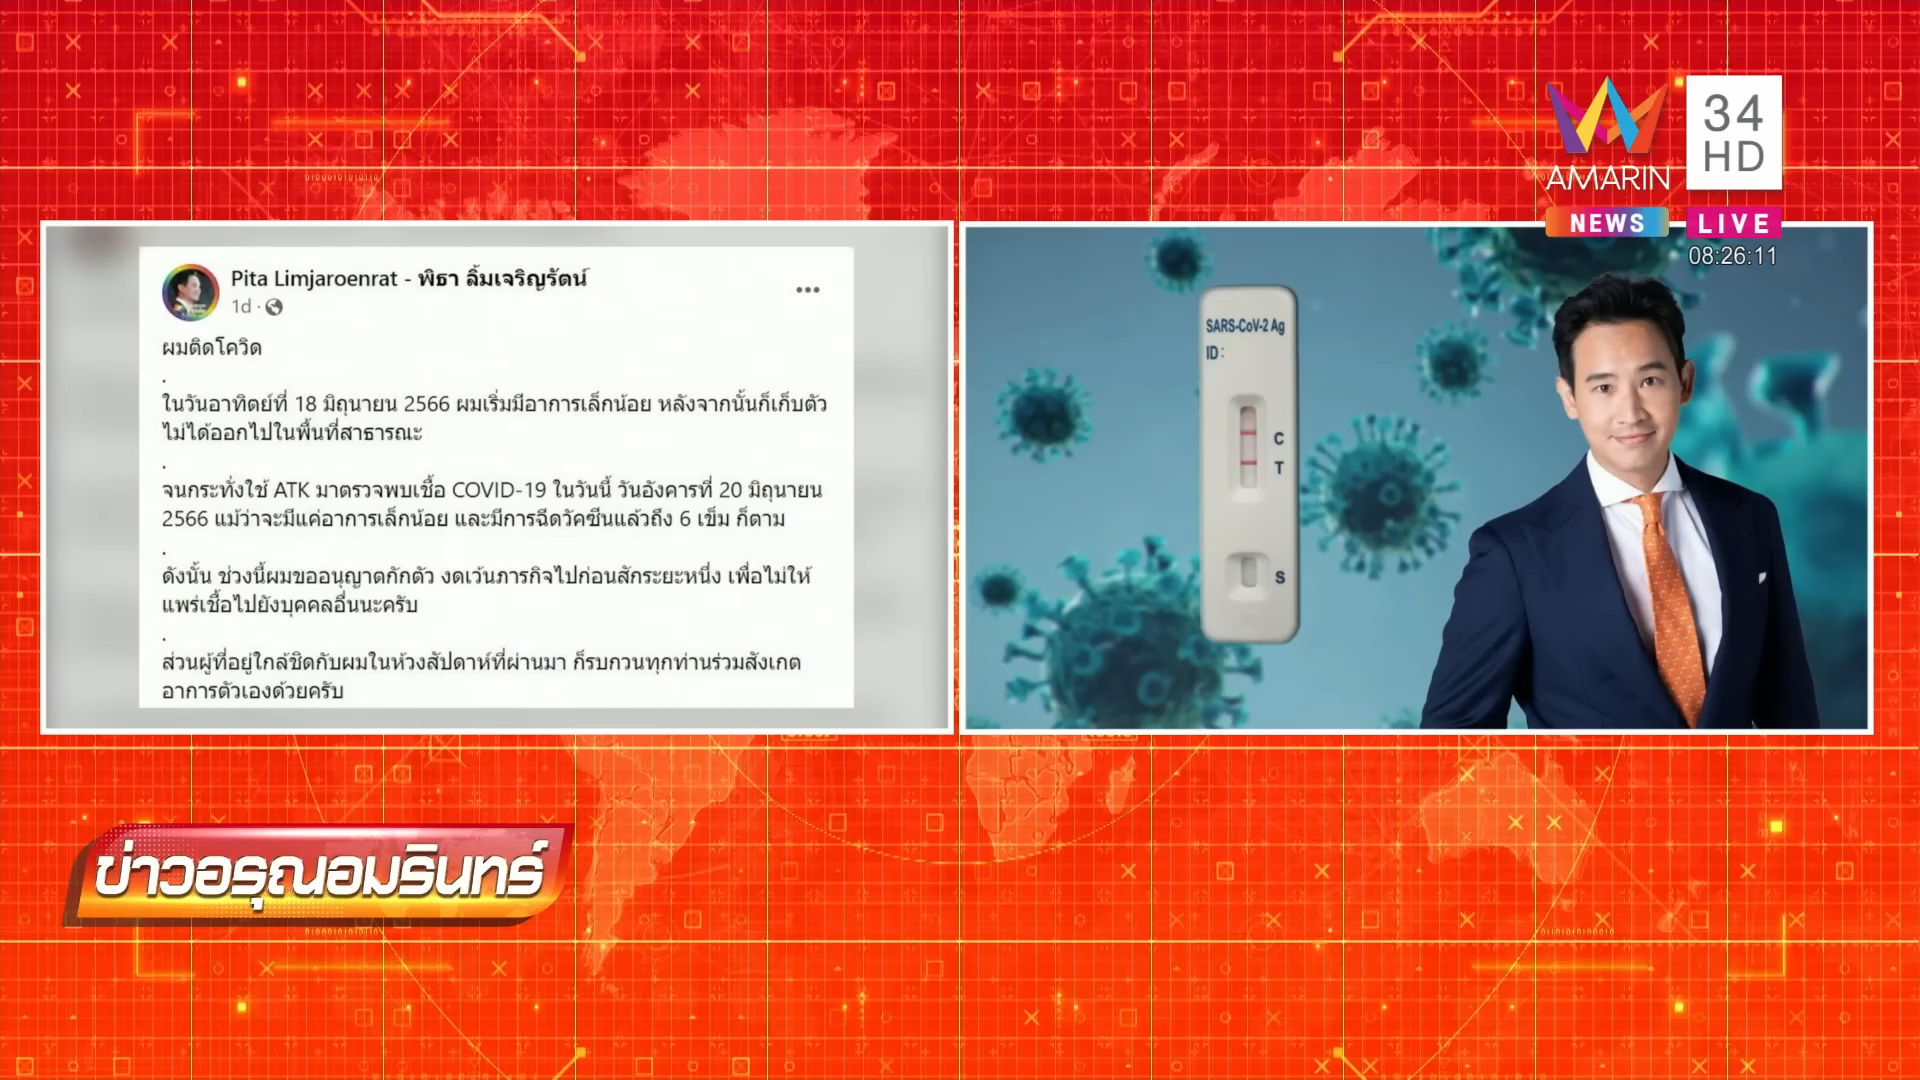 AMARIN
34
HD
NEWS
LIVE
08:26:11
Pita Limjaroenrat - พิธา ลิ้มเจริญรัตน์
1d ·
ผมติดโควิด
.
ในวันอาทิตย์ที่ 18 มิถุนายน 2566 ผมเริ่มมีอาการเล็กน้อย หลังจากนั้นก็เก็บตัว
ไม่ได้ออกไปในพื้นที่สาธารณะ
.
จนกระทั่งใช้ ATK มาตรวจพบเชื้อ COVID-19 ในวันนี้ วันอังคารที่ 20 มิถุนายน
2566 แม้ว่าจะมีแค่อาการเล็กน้อย และมีการฉีดวัคซีนแล้วถึง 6 เข็ม ก็ตาม
.
ดังนั้น ช่วงนี้ผมขออนุญาตกักตัว งดเว้นภารกิจไปก่อนสักระยะหนึ่ง เพื่อไม่ให้
แพร่เชื้อไปยังบุคคลอื่นนะครับ
.
ส่วนผู้ที่อยู่ใกล้ชิดกับผมในห้วงสัปดาห์ที่ผ่านมา ก็รบกวนทุกท่านร่วมสังเกต
อาการตัวเองด้วยครับ
SARS-CoV-2 Ag
ID:
C
T
S
ข่าวอรุณอมรินทร์